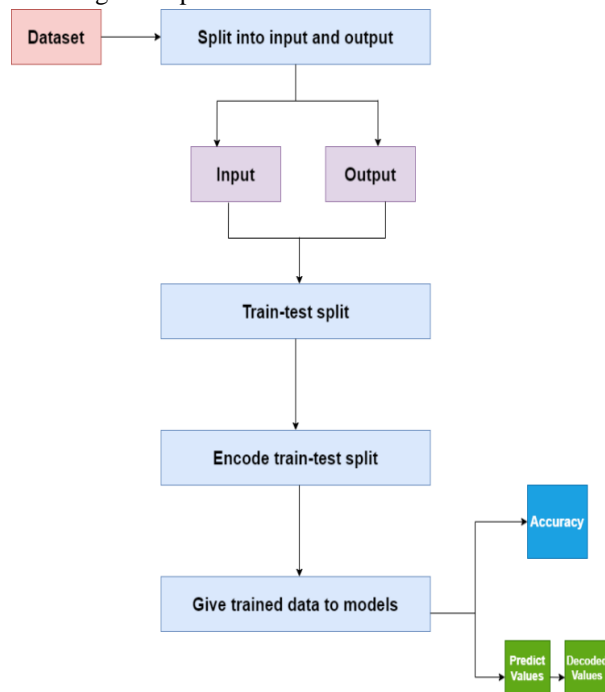 Dataset
Split into input and output
Input
Output
Train-test split
Encode train-test split
Accuracy
Give trained data to models
Predict
Values
Decoded
Values